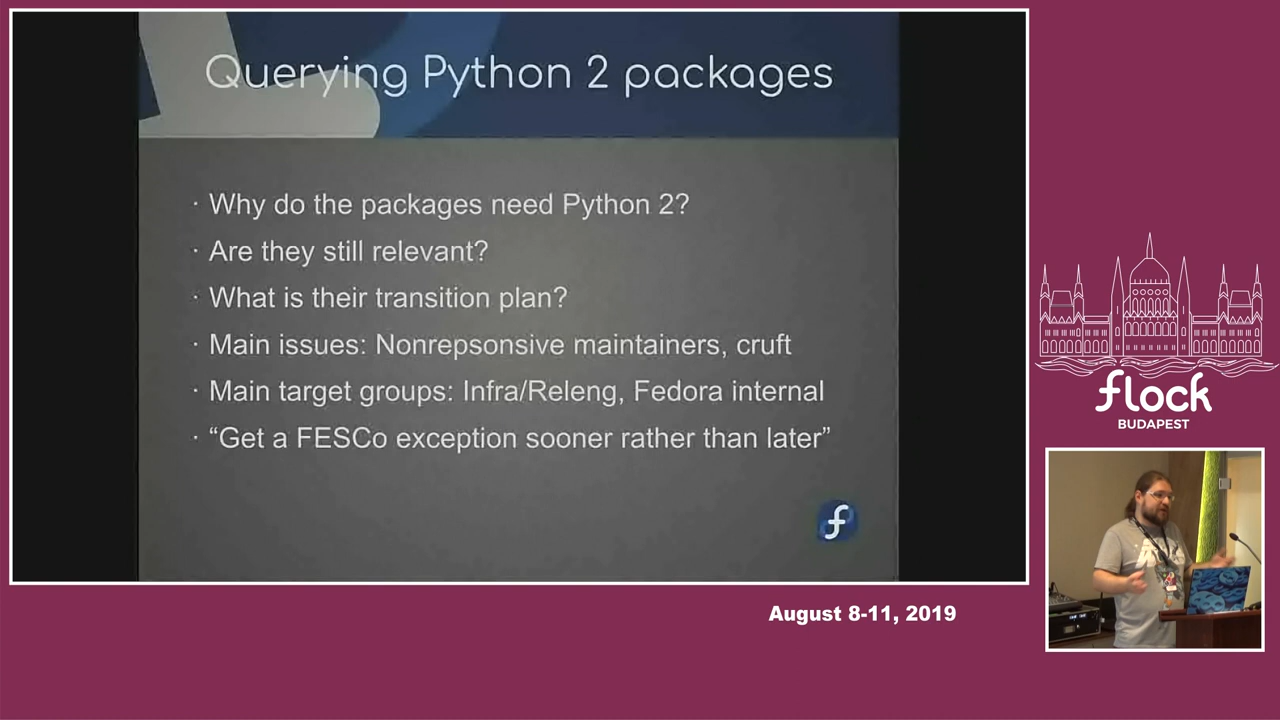 Querying Python 2 packages
· Why do the packages need Python 2?
· Are they still relevant?
· What is their transition plan?
· Main issues: Nonrepsonsive maintainers, cruft
· Main target groups: Infra/Releng, Fedora internal
· “Get a FESCo exception sooner rather than later”
flock
BUDAPEST
August 8-11, 2019